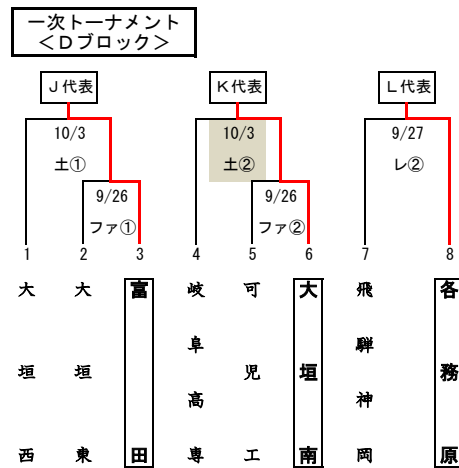 一次トーナメント
＜Ｄブロック＞
Ｊ代表 Ｋ代表 Ｌ代表
10/3 10/3 9/27
土① 土② レ②
9/26 9/26
ファ① ファ②
1 2 3 4 5 6 7 8
大垣西
大垣東
富田
岐阜高専
可児工
大垣南
飛騨神岡
各務原